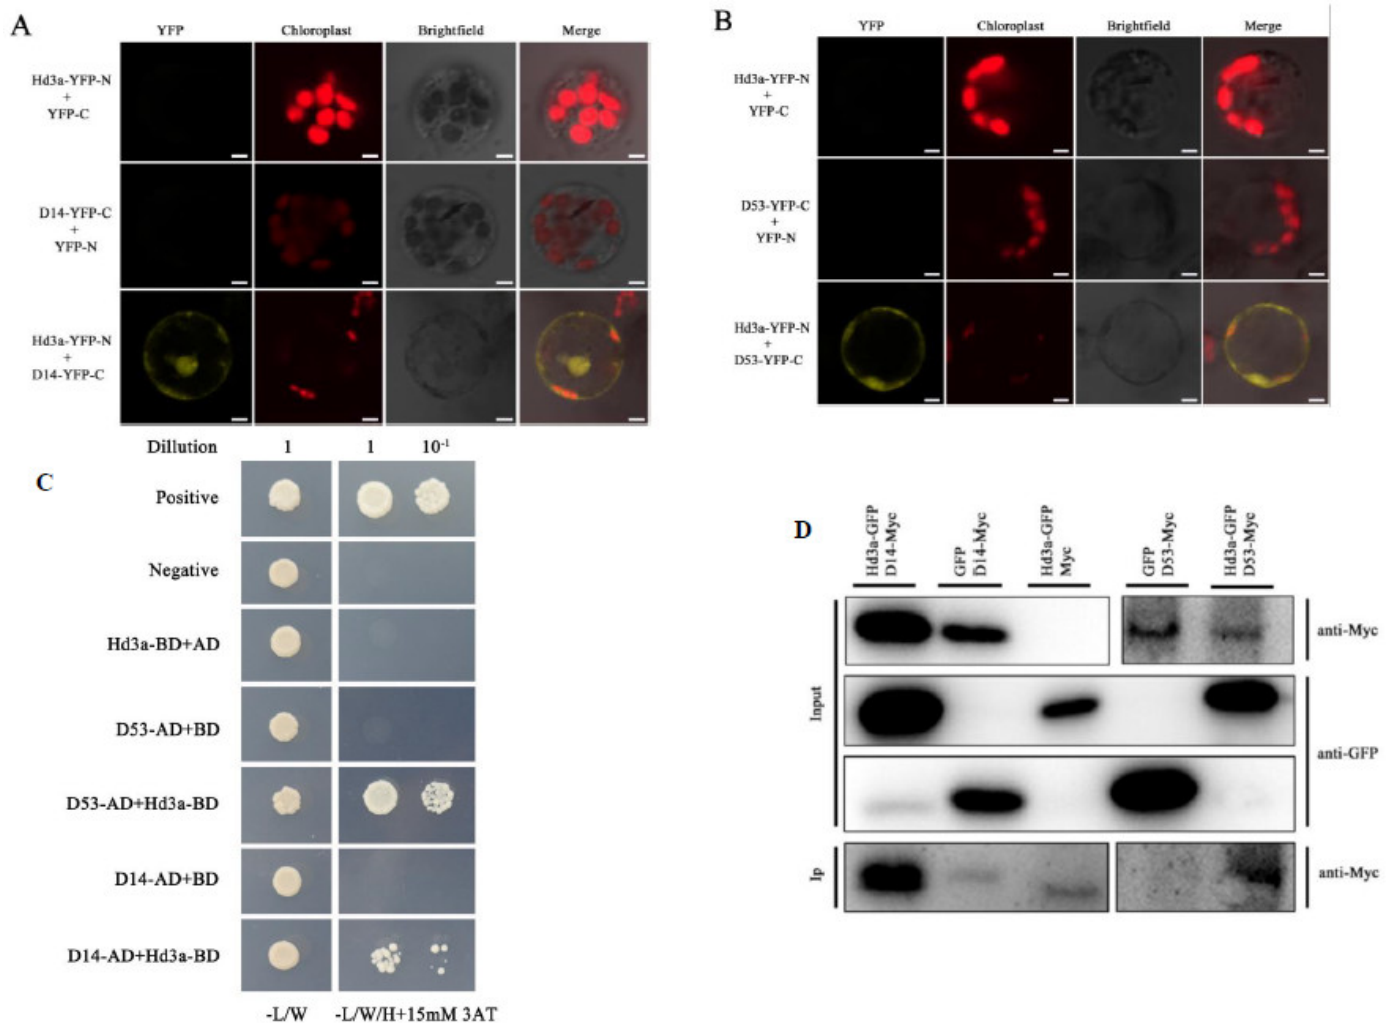 A
YFP
Chloroplast
Brightfield
Merge
Hd3a-YFP-N
+
YFP-C
D14-YFP-C
+
YFP-N
Hd3a-YFP-N
+
D14-YFP-C
B
YFP
Chloroplast
Brightfield
Merge
Hd3a-YFP-N
+
YFP-C
D53-YFP-C
+
YFP-N
Hd3a-YFP-N
+
D53-YFP-C
C
Dillution 1 1 10⁻¹
Positive
Negative
Hd3a-BD+AD
D53-AD+BD
D53-AD+Hd3a-BD
D14-AD+BD
D14-AD+Hd3a-BD
-L/W -L/W/H+15mM 3AT
D
Hd3a-GFP
D14-Myc
GFP
D14-Myc
Hd3a-GFP
Myc
GFP
D53-Myc
Hd3a-GFP
D53-Myc
Input
anti-Myc
anti-GFP
Ip
anti-Myc